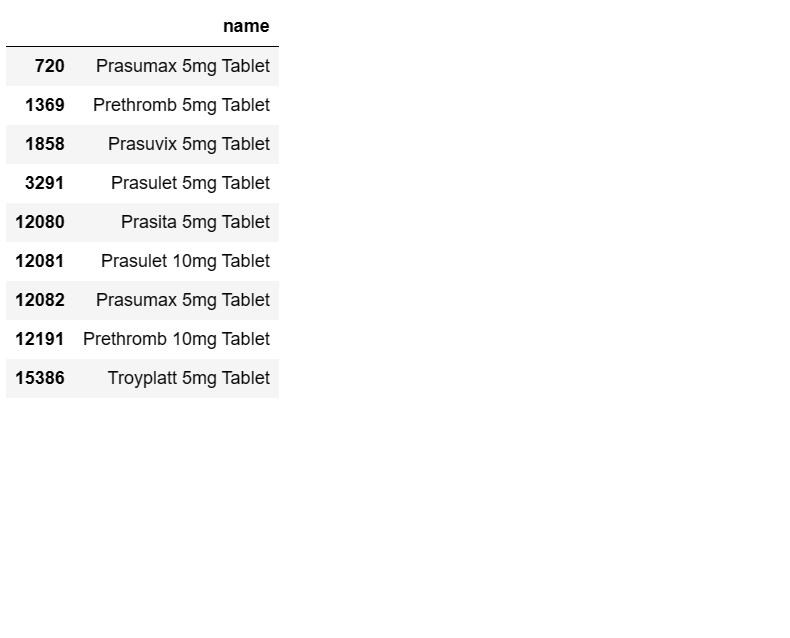 name
720 Prasumax 5mg Tablet
1369 Prethromb 5mg Tablet
1858 Prasuvix 5mg Tablet
3291 Prasulet 5mg Tablet
12080 Prasita 5mg Tablet
12081 Prasulet 10mg Tablet
12082 Prasumax 5mg Tablet
12191 Prethromb 10mg Tablet
15386 Troyplatt 5mg Tablet